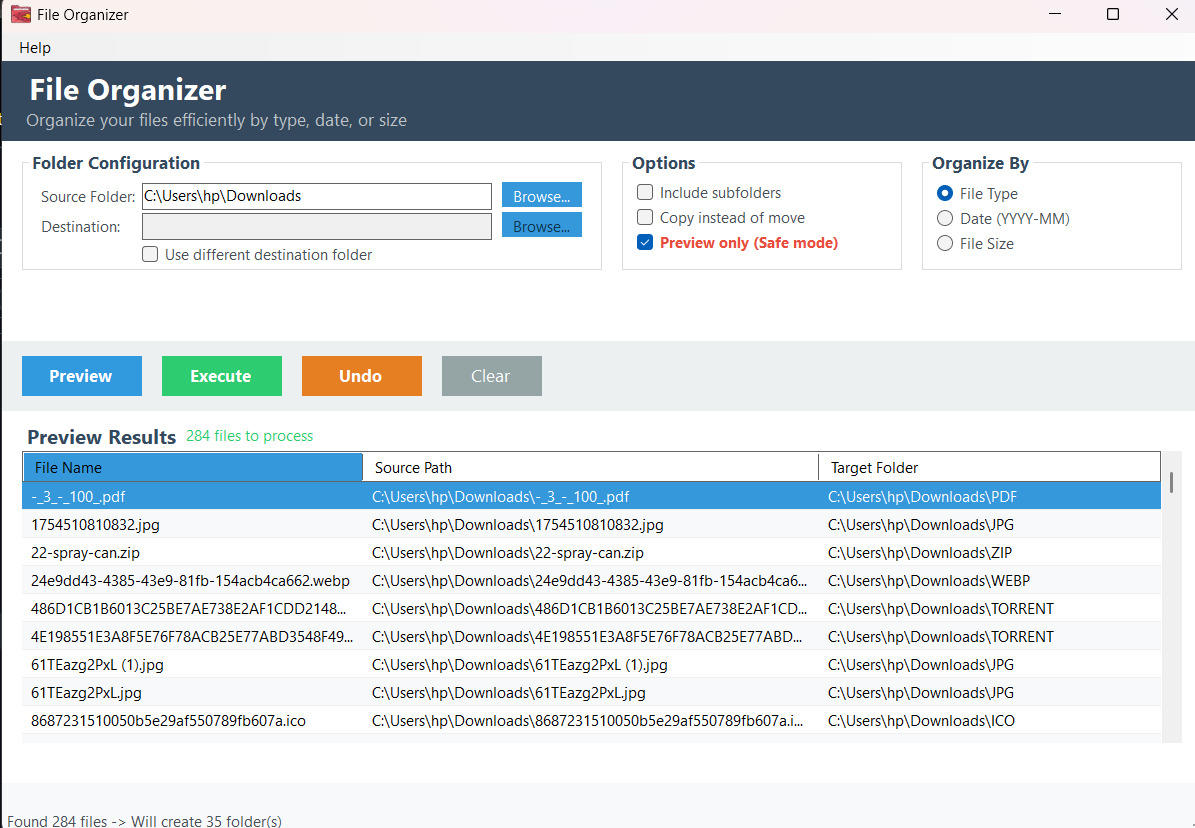 File Organizer
Help
File Organizer
Organize your files efficiently by type, date, or size
Folder Configuration
Source Folder: C:\Users\hp\Downloads Browse...
Destination: Browse...
Use different destination folder
Options
Include subfolders
Copy instead of move
Preview only (Safe mode)
Organize By
File Type
Date (YYYY-MM)
File Size
Preview Execute Undo Clear
Preview Results 284 files to process
File Name Source Path Target Folder
-_3_-_100_.pdf C:\Users\hp\Downloads\-_3_-_100_.pdf C:\Users\hp\Downloads\PDF
1754510810832.jpg C:\Users\hp\Downloads\1754510810832.jpg C:\Users\hp\Downloads\JPG
22-spray-can.zip C:\Users\hp\Downloads\22-spray-can.zip C:\Users\hp\Downloads\ZIP
24e9dd43-4385-43e9-81fb-154acb4ca662.webp C:\Users\hp\Downloads\24e9dd43-4385-43e9-81fb-154acb4ca6... C:\Users\hp\Downloads\WEBP
486D1CB1B6013C25BE7AE738E2AF1CDD2148... C:\Users\hp\Downloads\486D1CB1B6013C25BE7AE738E2AF1CD... C:\Users\hp\Downloads\TORRENT
4E198551E3A8F5E76F78ACB25E77ABD3548F49... C:\Users\hp\Downloads\4E198551E3A8F5E76F78ACB25E77ABD... C:\Users\hp\Downloads\TORRENT
61TEazg2PxL (1).jpg C:\Users\hp\Downloads\61TEazg2PxL (1).jpg C:\Users\hp\Downloads\JPG
61TEazg2PxL.jpg C:\Users\hp\Downloads\61TEazg2PxL.jpg C:\Users\hp\Downloads\JPG
8687231510050b5e29af550789fb607a.ico C:\Users\hp\Downloads\8687231510050b5e29af550789fb607a.i... C:\Users\hp\Downloads\ICO
Found 284 files -> Will create 35 folder(s)